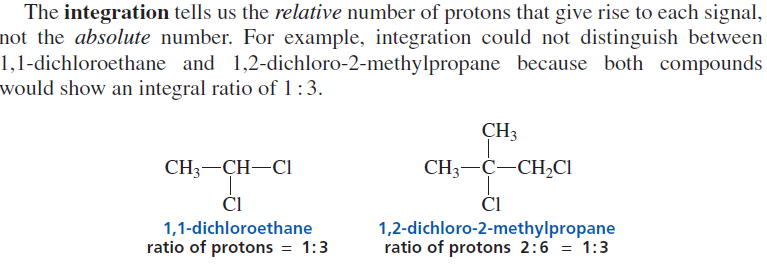 The integration tells us the relative number of protons that give rise to each signal,
not the absolute number. For example, integration could not distinguish between
1,1-dichloroethane and 1,2-dichloro-2-methylpropane because both compounds
would show an integral ratio of 1 : 3.
CH3
CH3—CH—Cl
CH3—C—CH2Cl
Cl
Cl
1,1-dichloroethane
1,2-dichloro-2-methylpropane
ratio of protons = 1:3
ratio of protons 2:6 = 1:3